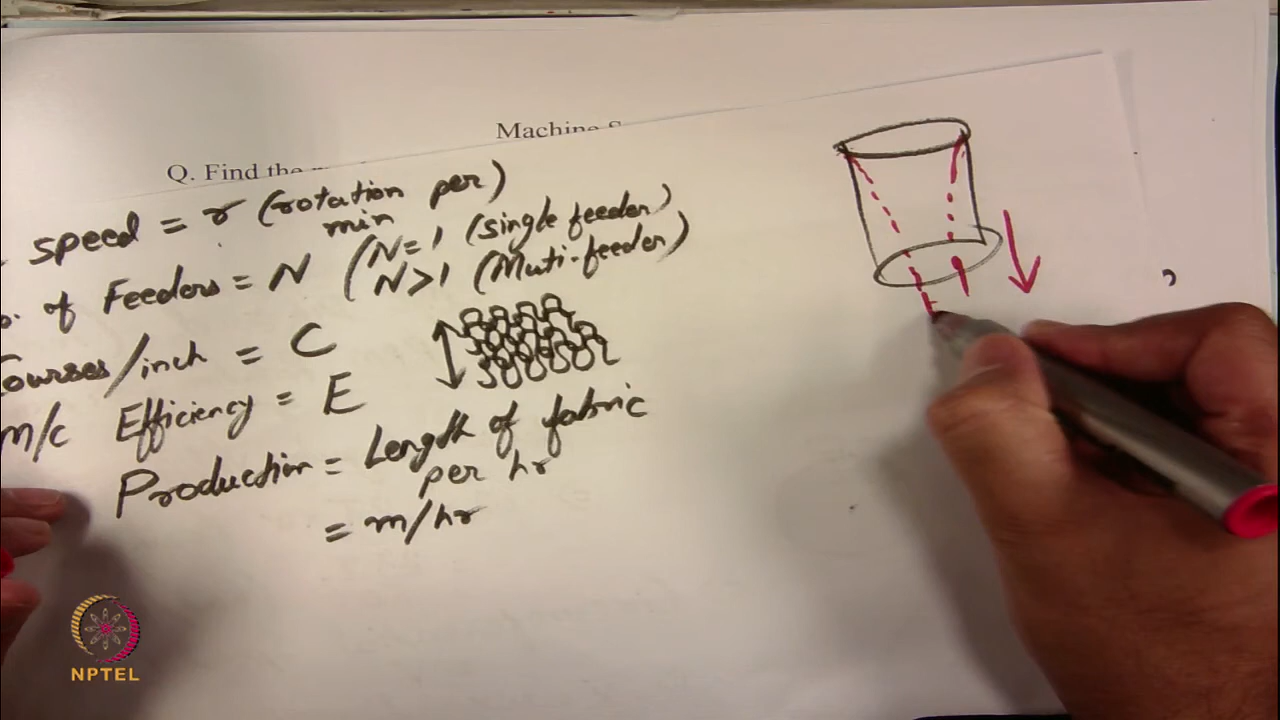 Machine
Q. Find the
speed = r (rotation per
min)
of Feeders = N (N=1 (single feeder)
N>1 (Muti-feeder)
Courses/inch = C
m/c Efficiency = E
Production = Length of fabric
per hr
= m/hr
NPTEL